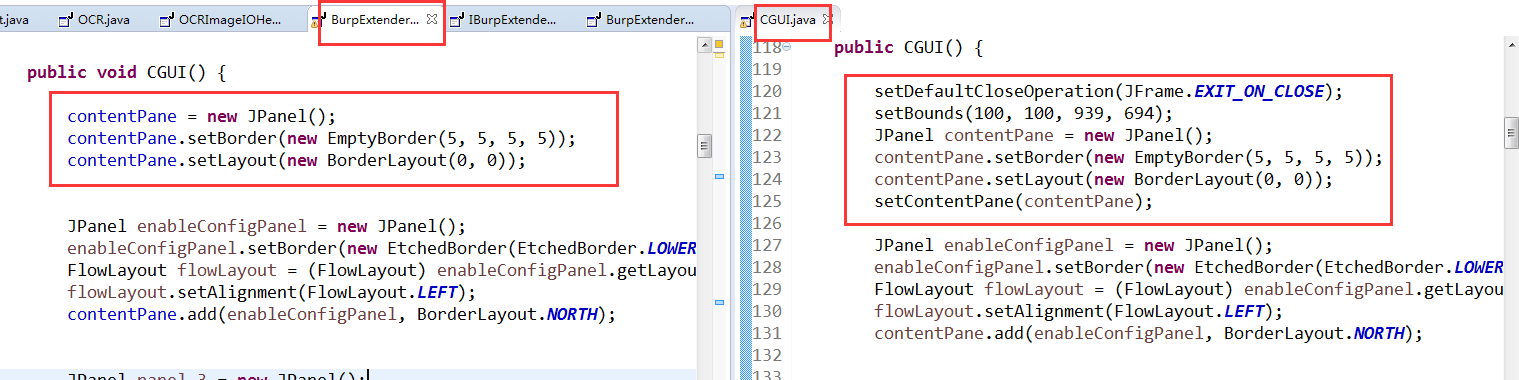 t.java
OCR.java
OCRImageIOHe...
BurpExtender...
IBurpExtende...
BurpExtender...
public void CGUI() {
contentPane = new JPanel();
contentPane.setBorder(new EmptyBorder(5, 5, 5, 5));
contentPane.setLayout(new BorderLayout(0, 0));
JPanel enableConfigPanel = new JPanel();
enableConfigPanel.setBorder(new EtchedBorder(EtchedBorder.LOWER
FlowLayout flowLayout = (FlowLayout) enableConfigPanel.getLayou
flowLayout.setAlignment(FlowLayout.LEFT);
contentPane.add(enableConfigPanel, BorderLayout.NORTH);
JPanel panel_3 = new JPanel();
CGUI.java
118 public CGUI() {
119
120 setDefaultCloseOperation(JFrame.EXIT_ON_CLOSE);
121 setBounds(100, 100, 939, 694);
122 JPanel contentPane = new JPanel();
123 contentPane.setBorder(new EmptyBorder(5, 5, 5, 5));
124 contentPane.setLayout(new BorderLayout(0, 0));
125 setContentPane(contentPane);
126
127 JPanel enableConfigPanel = new JPanel();
128 enableConfigPanel.setBorder(new EtchedBorder(EtchedBorder.LOWER
129 FlowLayout flowLayout = (FlowLayout) enableConfigPanel.getLayou
130 flowLayout.setAlignment(FlowLayout.LEFT);
131 contentPane.add(enableConfigPanel, BorderLayout.NORTH);
132
133